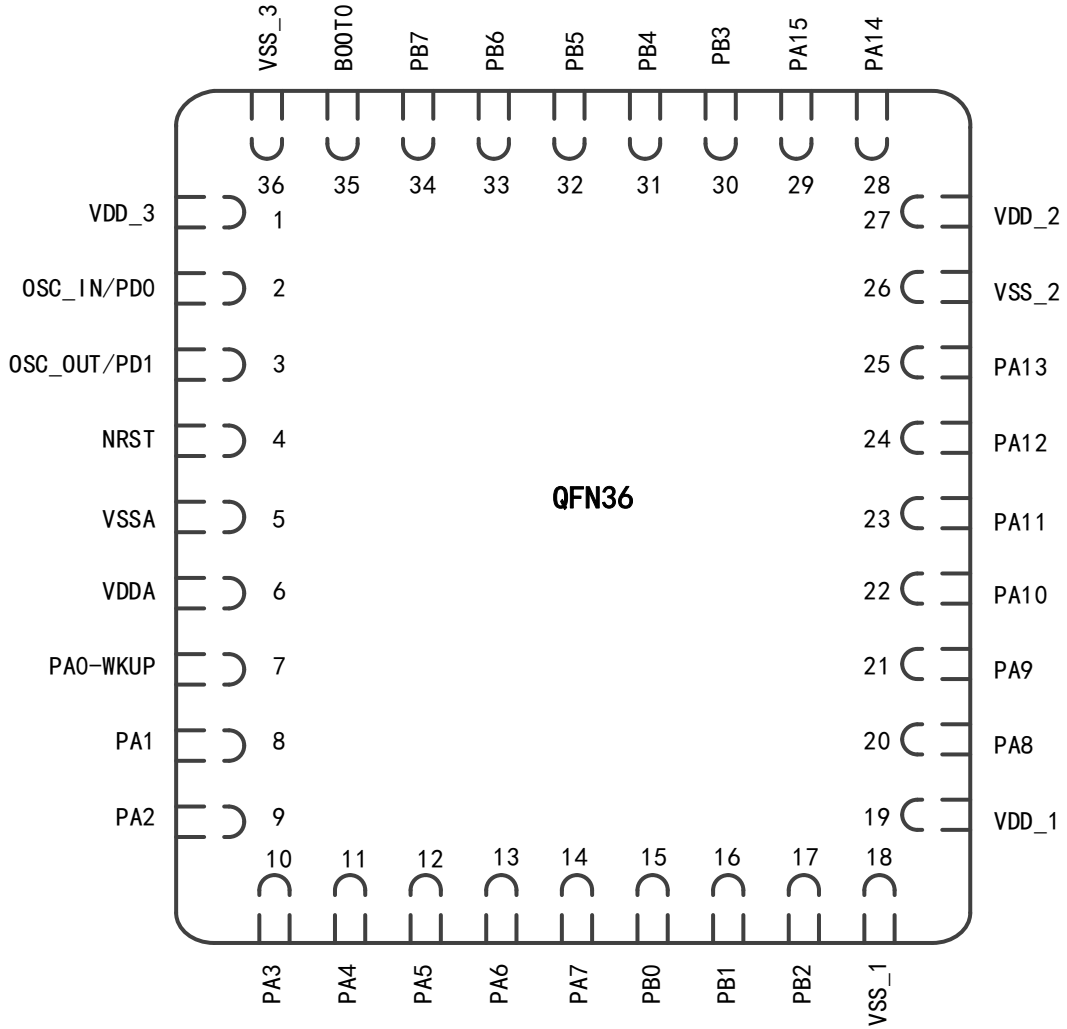 VSS_3
BOOT0
PB7
PB6
PB5
PB4
PB3
PA15
PA14
36 35 34 33 32 31 30 29 28
VDD_3 1 27 VDD_2
OSC_IN/PD0 2 26 VSS_2
OSC_OUT/PD1 3 25 PA13
NRST 4 24 PA12
QFN36
VSSA 5 23 PA11
VDDA 6 22 PA10
PA0-WKUP 7 21 PA9
PA1 8 20 PA8
PA2 9 19 VDD_1
10 11 12 13 14 15 16 17 18
PA3
PA4
PA5
PA6
PA7
PB0
PB1
PB2
VSS_1